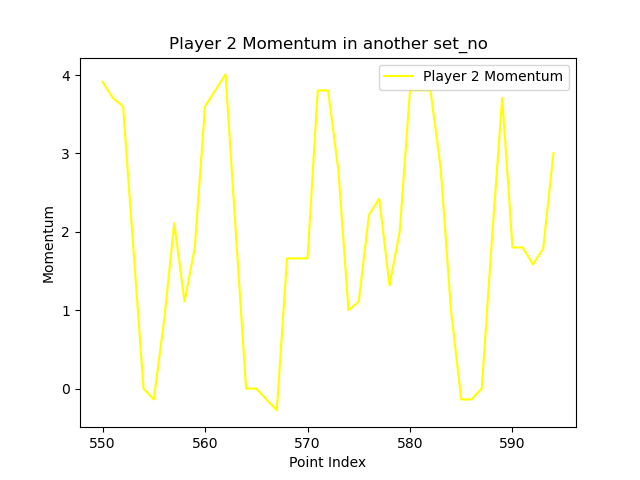 Player 2 Momentum in another set_no
Player 2 Momentum
4
3
2
1
0
Momentum
550 560 570 580 590
Point Index